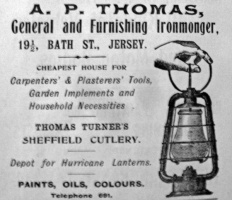 A. P. THOMAS,
General and Furnishing Ironmonger,
19½, BATH ST., JERSEY.
CHEAPEST HOUSE FOR
Carpenters' & Plasterers' Tools,
Garden Implements and
Household Necessities.
THOMAS TURNER'S
SHEFFIELD CUTLERY.
Depot for Hurricane Lanterns.
PAINTS, OILS, COLOURS.
Telephone 691.